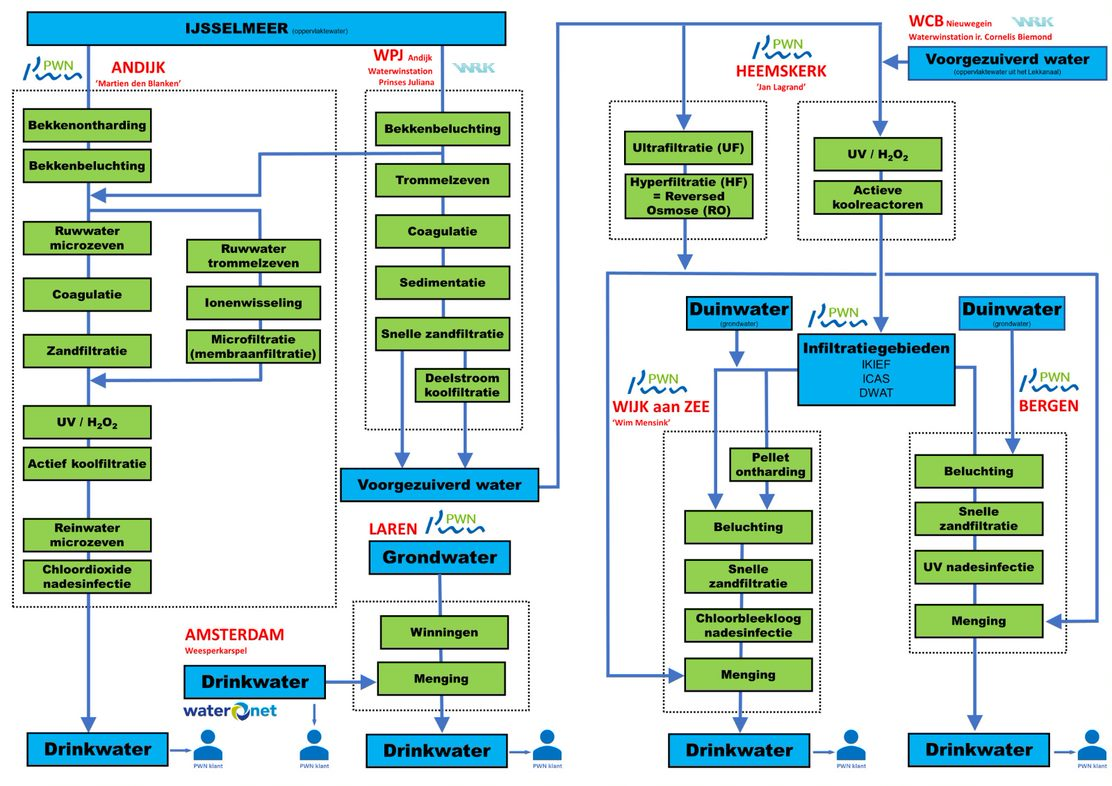 IJSSELMEER (oppervlaktewater)
PWN
ANDIJK
'Martien den Blanken'
Bekkenontharding
Bekkenbeluchting
Ruwwater
microzeven
Coagulatie
Zandfiltratie
UV / H₂O₂
Actief koolfiltratie
Reinwater
microzeven
Chloordioxide
nadesinfectie
Drinkwater
PWN klant
Ruwwater
trommelzeven
Ionenwisseling
Microfiltratie
(membraanfiltratie)
WPJ Andijk
Waterwinstation
Prinses Juliana
WRK
Bekkenbeluchting
Trommelzeven
Coagulatie
Sedimentatie
Snelle zandfiltratie
Deelstroom
koolfiltratie
Voorgezuiverd water
LAREN
PWN
Grondwater
Winningen
Menging
AMSTERDAM
Weesperkarspel
Drinkwater
waternet
PWN klant
Drinkwater
PWN klant
PWN
HEEMSKERK
'Jan Lagrand'
Ultrafiltratie (UF)
Hyperfiltratie (HF)
= Reversed
Osmose (RO)
WCB Nieuwegein
WRK
Waterwinstation ir. Cornelis Biemond
Voorgezuiverd water
(oppervlaktewater uit het Lekkanaal)
UV / H₂O₂
Actieve
koolreactoren
Duinwater
(grondwater)
PWN
Infiltratiegebieden
IKIEF
ICAS
DWAT
Duinwater
(grondwater)
PWN
WIJK aan ZEE
'Wim Mensink'
Pellet
ontharding
Beluchting
Snelle
zandfiltratie
Chloorbleekloog
nadesinfectie
Menging
Drinkwater
PWN klant
PWN
BERGEN
Beluchting
Snelle
zandfiltratie
UV nadesinfectie
Menging
Drinkwater
PWN klant